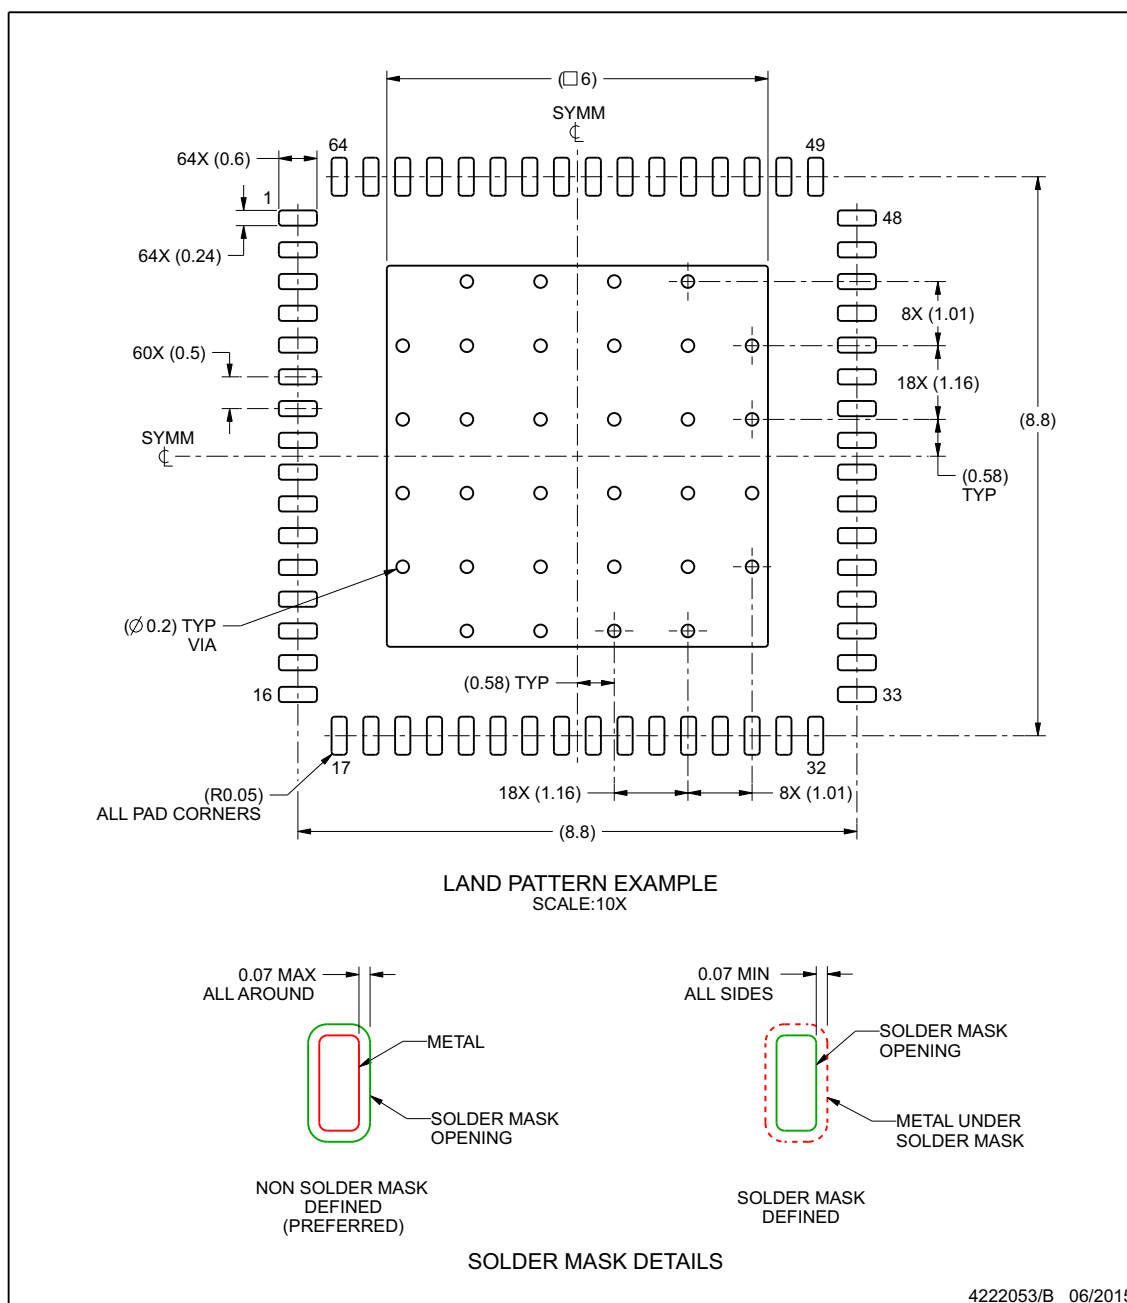 (□ 6)
SYMM
℄
64
49
64X (0.6)
1
48
64X (0.24)
8X (1.01)
60X (0.5)
18X (1.16)
SYMM
℄
(8.8)
(0.58)
TYP
(∅ 0.2) TYP
VIA
(0.58) TYP
16
33
17
32
(R0.05)
ALL PAD CORNERS
18X (1.16)
8X (1.01)
(8.8)
LAND PATTERN EXAMPLE
SCALE:10X
0.07 MAX
ALL AROUND
METAL
SOLDER MASK
OPENING
NON SOLDER MASK
DEFINED
(PREFERRED)
0.07 MIN
ALL SIDES
SOLDER MASK
OPENING
METAL UNDER
SOLDER MASK
SOLDER MASK
DEFINED
SOLDER MASK DETAILS
4222053/B 06/2015